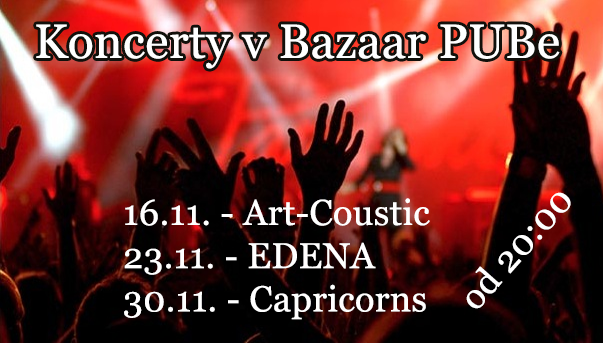 Koncerty v Bazaar PUBe
16.11. - Art-Coustic
23.11. - EDENA
30.11. - Capricorns
od 20:00